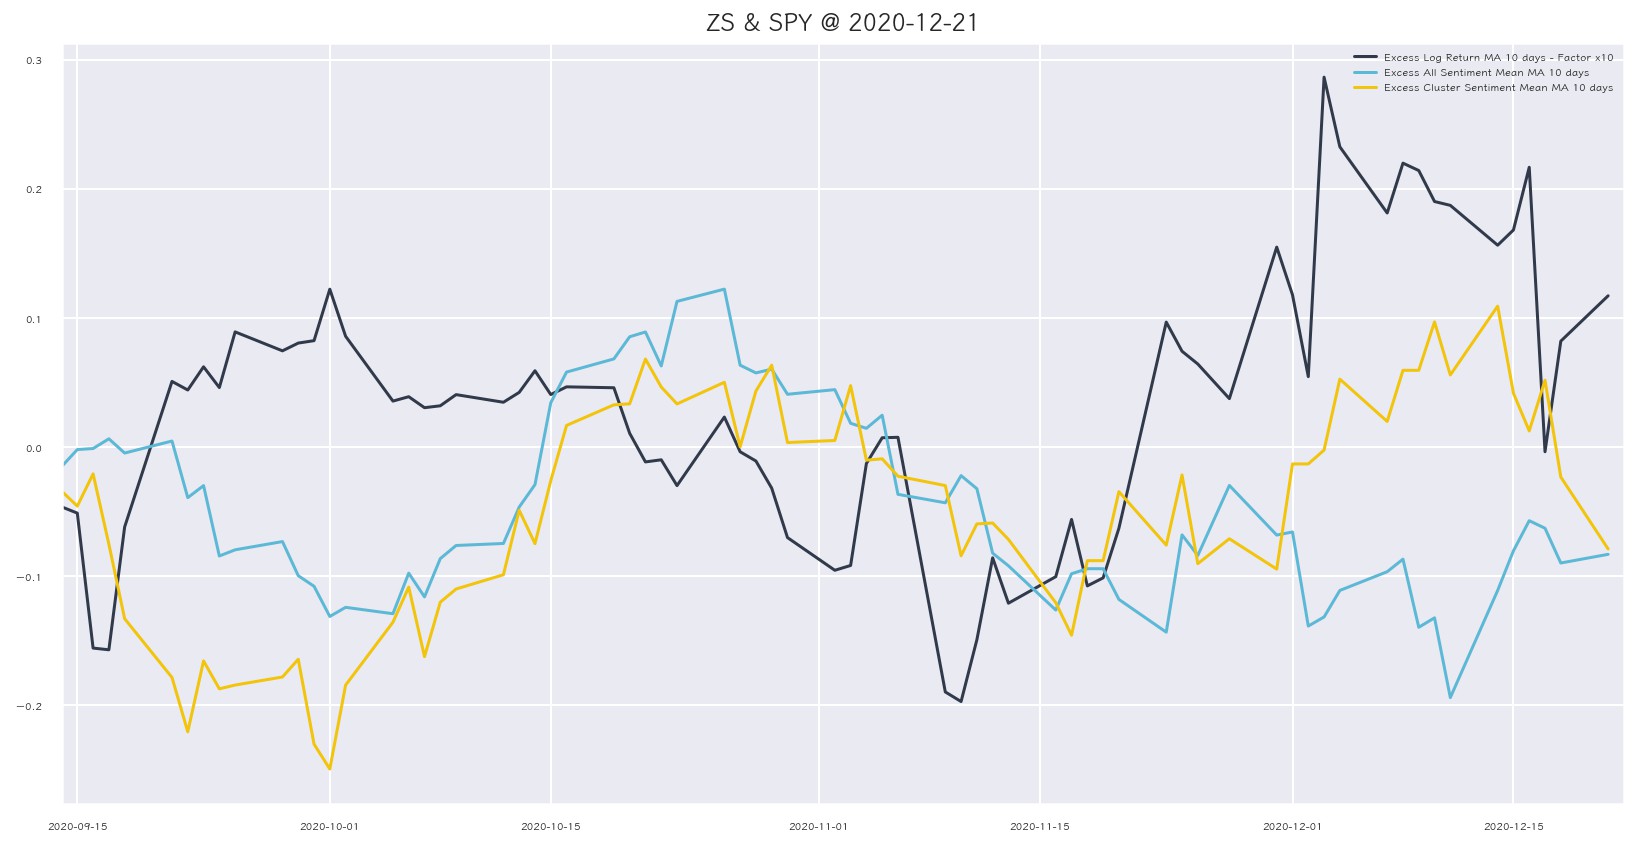 ZS & SPY @ 2020-12-21
Excess Log Return MA 10 days - Factor x10
Excess All Sentiment Mean MA 10 days
Excess Cluster Sentiment Mean MA 10 days
0.3
0.2
0.1
0.0
−0.1
−0.2
2020-09-15 2020-10-01 2020-10-15 2020-11-01 2020-11-15 2020-12-01 2020-12-15